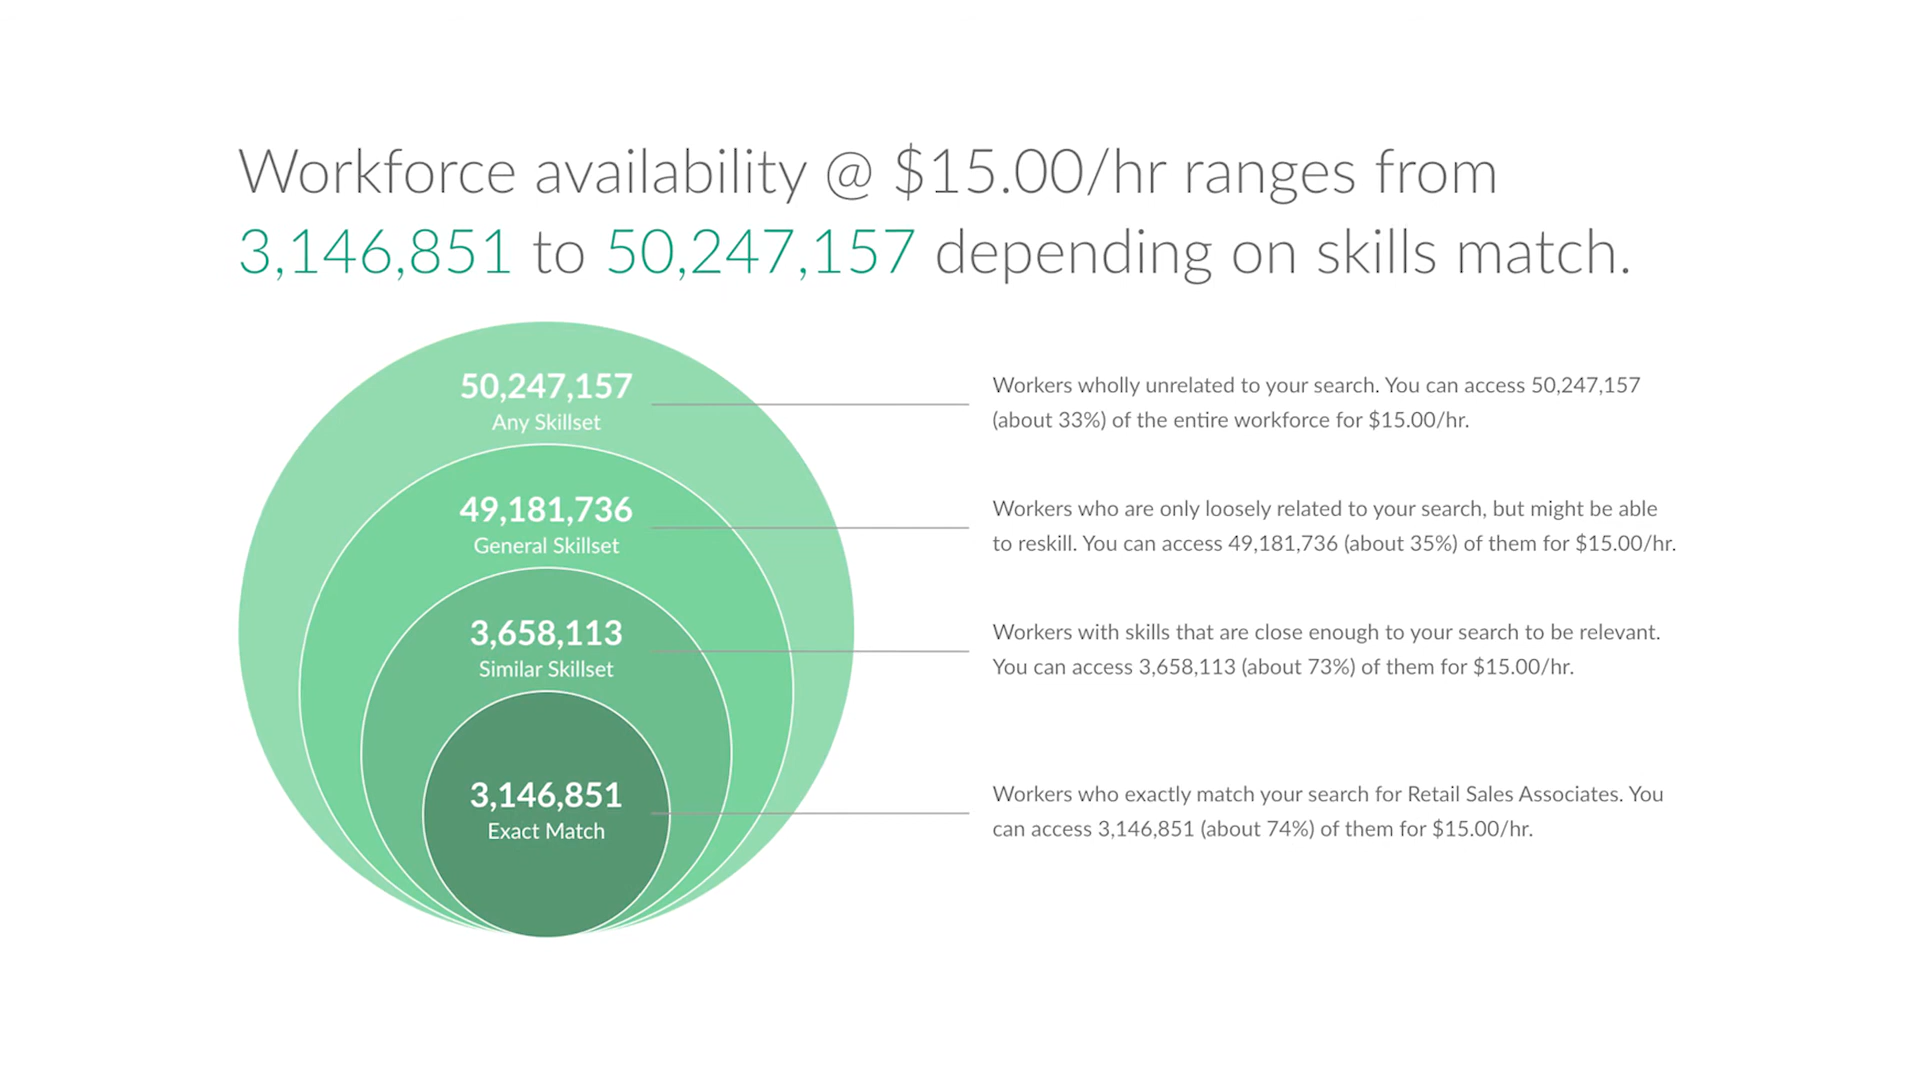 Workforce availability @ $15.00/hr ranges from
3,146,851 to 50,247,157 depending on skills match.
50,247,157
Any Skillset
Workers wholly unrelated to your search. You can access 50,247,157
(about 33%) of the entire workforce for $15.00/hr.
49,181,736
General Skillset
Workers who are only loosely related to your search, but might be able
to reskill. You can access 49,181,736 (about 35%) of them for $15.00/hr.
3,658,113
Similar Skillset
Workers with skills that are close enough to your search to be relevant.
You can access 3,658,113 (about 73%) of them for $15.00/hr.
3,146,851
Exact Match
Workers who exactly match your search for Retail Sales Associates. You
can access 3,146,851 (about 74%) of them for $15.00/hr.